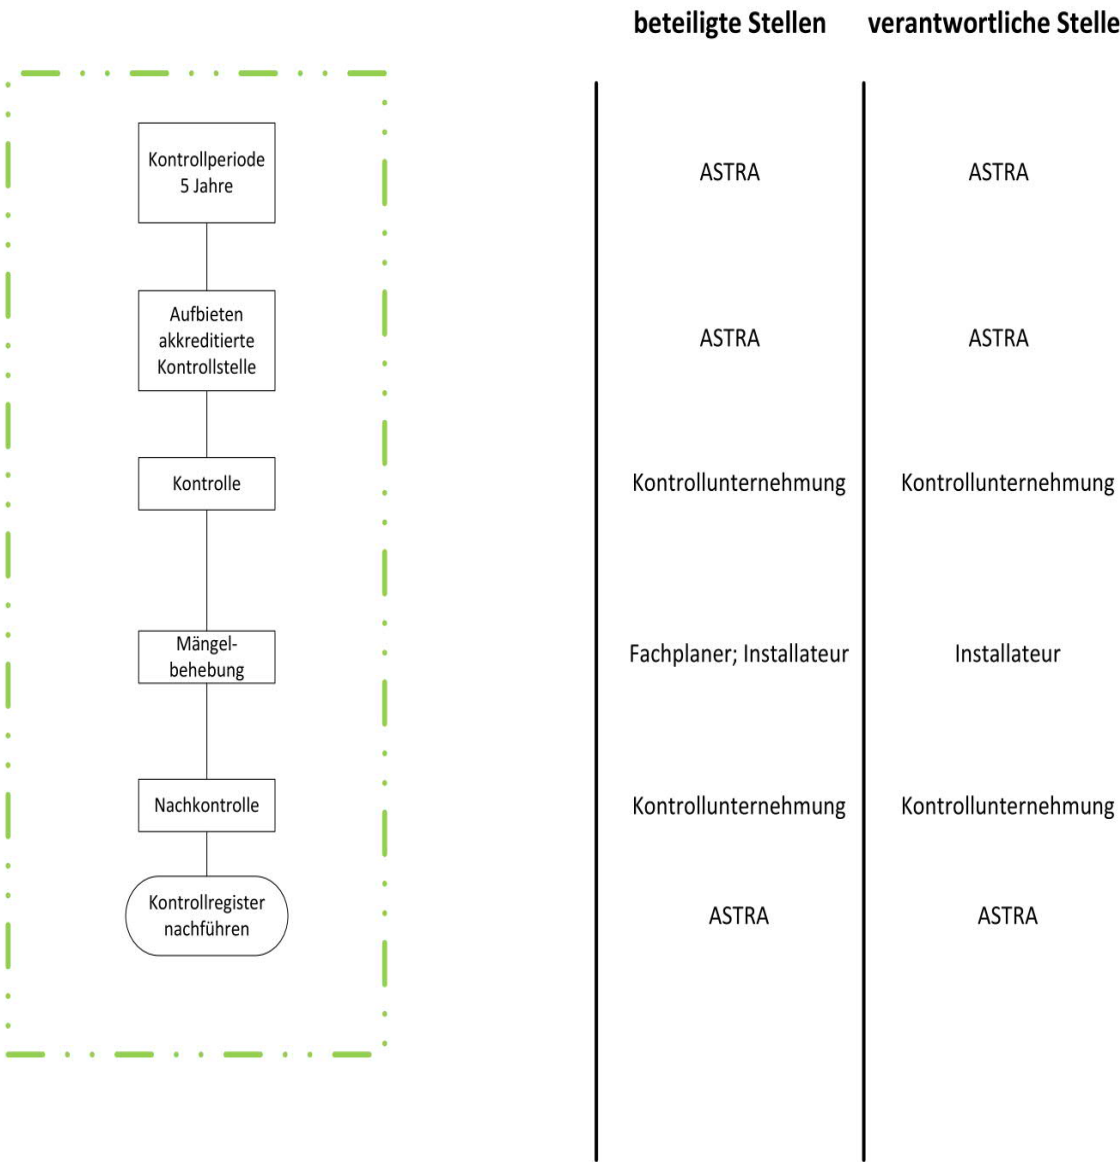 beteiligte Stellen verantwortliche Stelle
Kontrollperiode
5 Jahre
ASTRA ASTRA
Aufbieten
akkreditierte
Kontrollstelle
ASTRA ASTRA
Kontrolle Kontrollunternehmung Kontrollunternehmung
Mängel-
behebung
Fachplaner; Installateur Installateur
Nachkontrolle Kontrollunternehmung Kontrollunternehmung
Kontrollregister
nachführen
ASTRA ASTRA